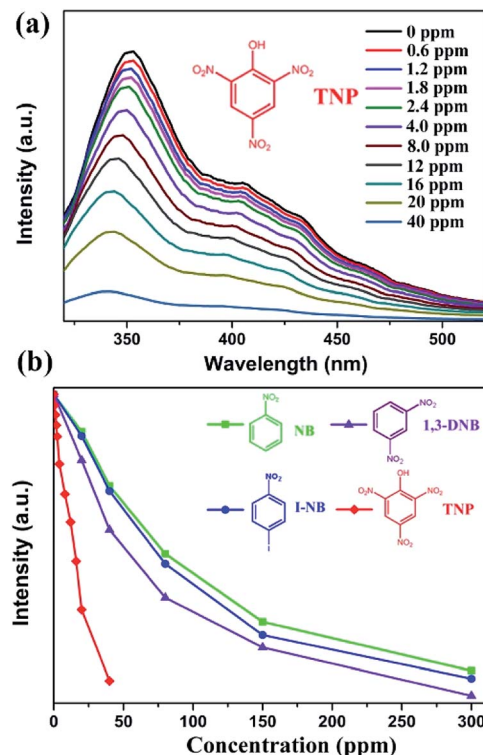 (a)
OH
NO₂
NO₂
NO₂
TNP
0 ppm
0.6 ppm
1.2 ppm
1.8 ppm
2.4 ppm
4.0 ppm
8.0 ppm
12 ppm
16 ppm
20 ppm
40 ppm
Intensity (a.u.)
350 400 450 500
Wavelength (nm)
(b)
NO₂
NB
NO₂
NO₂
1,3-DNB
NO₂
I
I-NB
OH
NO₂
NO₂
NO₂
TNP
Intensity (a.u.)
0 50 100 150 200 250 300
Concentration (ppm)